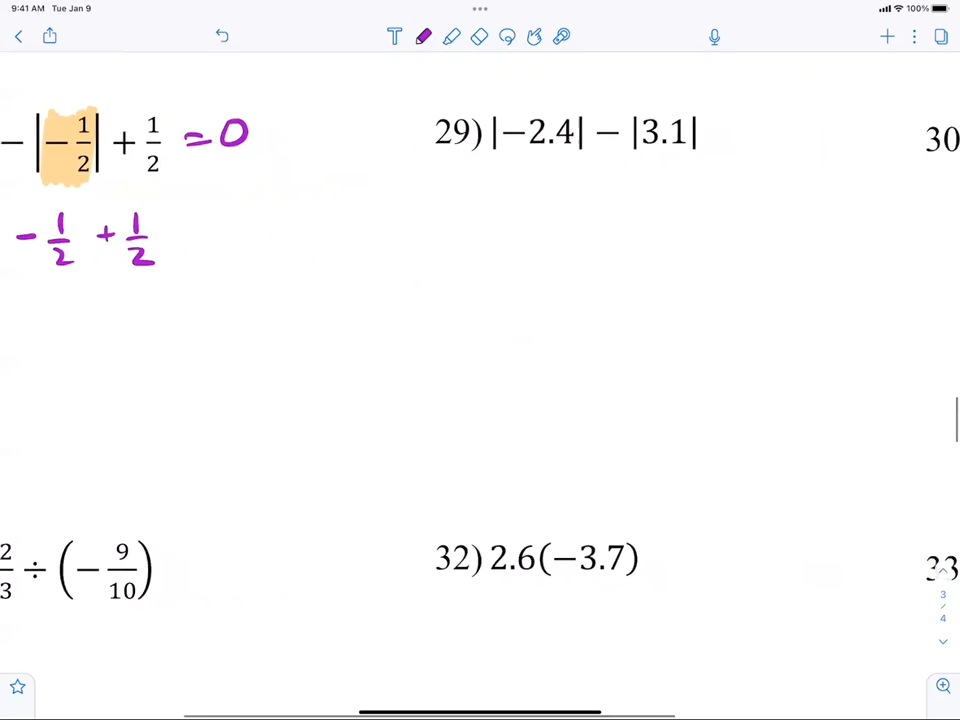 9:41 AM Tue Jan 9
100%
T
− |− 1/2| + 1/2 = 0
29) |−2.4| − |3.1|
30
- 1/2 + 1/2
2/3 ÷ (− 9/10)
32) 2.6(−3.7)
33
3
/
4